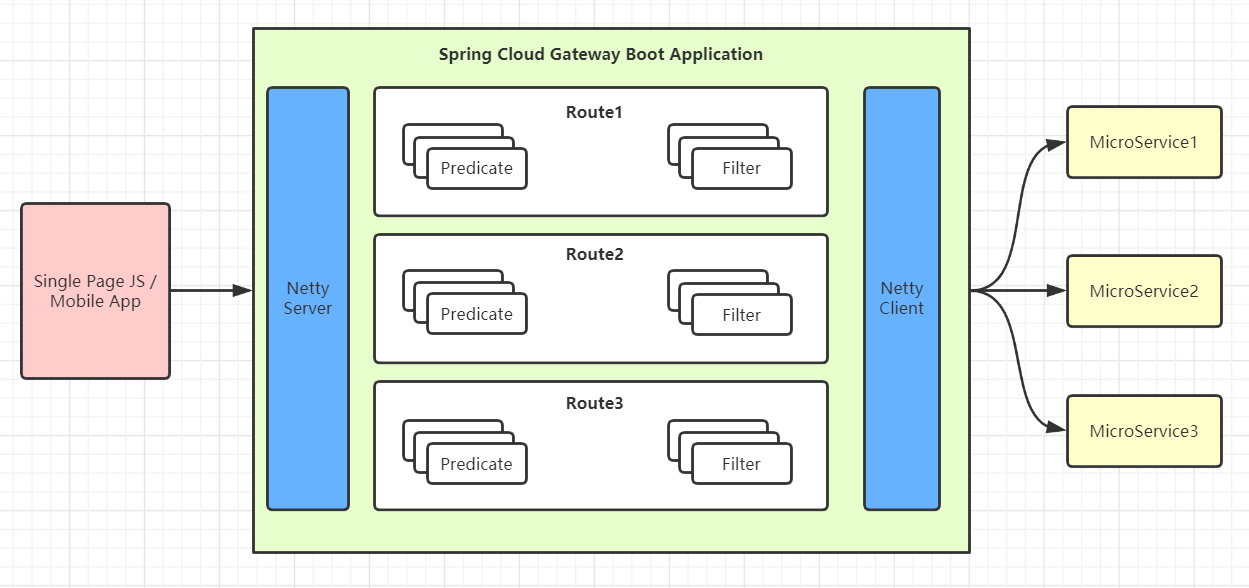 Spring Cloud Gateway Boot Application
Single Page JS /
Mobile App
Netty
Server
Route1
Predicate
Filter
Route2
Predicate
Filter
Route3
Predicate
Filter
Netty
Client
MicroService1
MicroService2
MicroService3